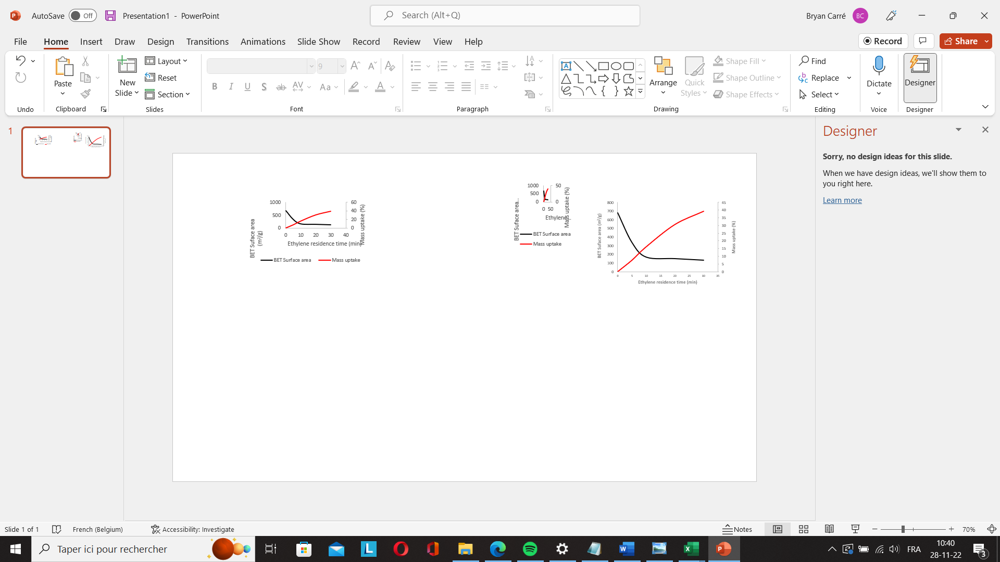 AutoSave Off Presentation1 - PowerPoint Search (Alt+Q) Bryan Carré BC
File Home Insert Draw Design Transitions Animations Slide Show Record Review View Help Record Share
Undo
Paste
Clipboard
New Slide
Layout
Reset
Section
Slides
9
Font
Paragraph
Arrange
Quick Styles
Shape Fill
Shape Outline
Shape Effects
Drawing
Find
Replace
Select
Editing
Dictate
Voice
Designer
Designer
1
1000
500
0
60
40
20
0
0 10 20 30 40
BET Suface area (m²/g)
Mass uptake (%)
Ethylene residence time (min)
BET Surface area Mass uptake
1000
500
0
50
0
0 50
BET Suface area...
Mass uptake (%)
Ethylene...
BET Surface area
Mass uptake
800
700
600
500
400
300
200
100
0
45
40
35
30
25
20
15
10
5
0
0 5 10 15 20 25 30 35
BET Suface area (m²/g)
Mass uptake (%)
Ethylene residence time (min)
Designer
Sorry, no design ideas for this slide.
When we have design ideas, we'll show them to
you right here.
Learn more
Slide 1 of 1 French (Belgium) Accessibility: Investigate Notes 70%
Taper ici pour rechercher
FRA
10:40
28-11-22
3